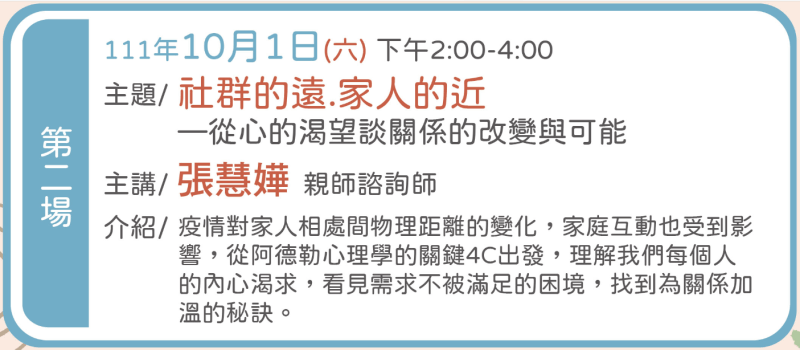 第二場
111年10月1日(六) 下午2:00-4:00
主題/ 社群的遠.家人的近
—從心的渴望談關係的改變與可能
主講/ 張慧嬅 親師諮詢師
介紹/ 疫情對家人相處間物理距離的變化，家庭互動也受到影
響，從阿德勒心理學的關鍵4C出發，理解我們每個人
的內心渴求，看見需求不被滿足的困境，找到為關係加
溫的秘訣。